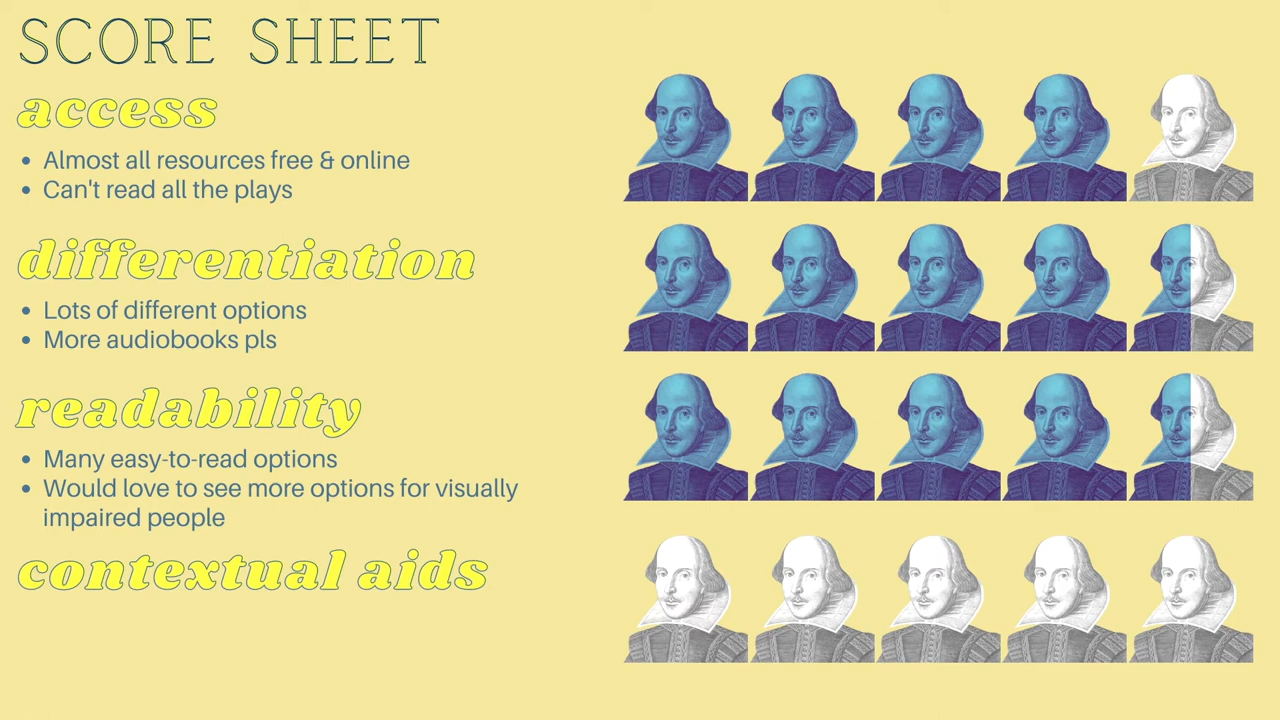 SCORE SHEET
access
• Almost all resources free & online
• Can't read all the plays
differentiation
• Lots of different options
• More audiobooks pls
readability
• Many easy-to-read options
• Would love to see more options for visually
impaired people
contextual aids